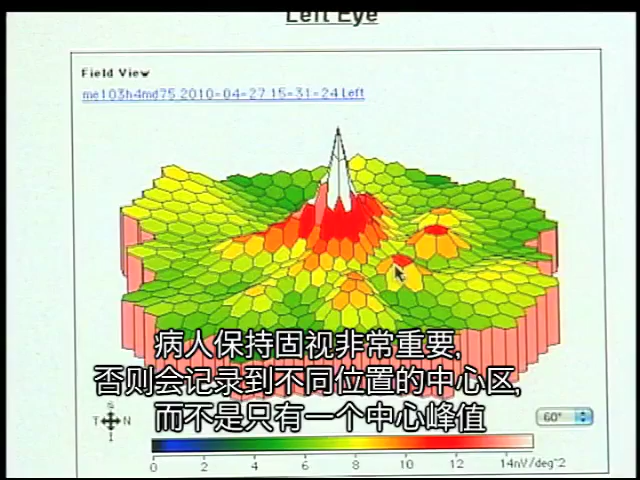 Left Eye
Field View
me103h4md75 2010-04-27 15-31-24 Left
病人保持固视非常重要,
否则会记录到不同位置的中心区,
而不是只有一个中心峰值
S
T N
I
60°
0 2 4 6 8 10 12 14nV/deg^2